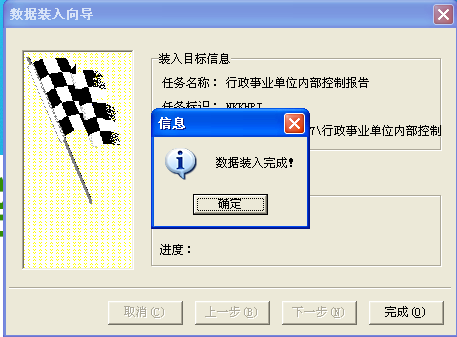 数据装入向导
装入目标信息
任务名称： 行政事业单位内部控制报告
任务标识：
7\行政事业单位内部控制
信息
数据装入完成!
确定
进度：
取消(C)
上一步(B)
下一步(N)
完成(O)